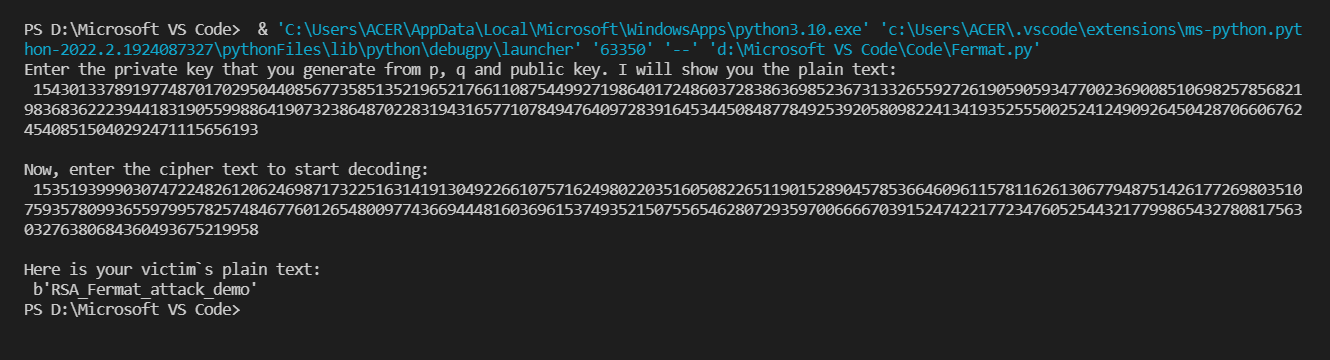 PS D:\Microsoft VS Code>  & 'C:\Users\ACER\AppData\Local\Microsoft\WindowsApps\python3.10.exe' 'c:\Users\ACER\.vscode\extensions\ms-python.pyt
hon-2022.2.1924087327\pythonFiles\lib\python\debugpy\launcher' '63350' '--' 'd:\Microsoft VS Code\Code\Fermat.py'
Enter the private key that you generate from p, q and public key. I will show you the plain text:
154301337891977487017029504408567735851352196521766110875449927198640172486037283863698523673133265592726190590593477002369008510698257856821
983683622239441831905599886419073238648702283194316577107849476409728391645344508487784925392058098224134193525550025241249092645042870660 6762
45408515040292471115656193
Now, enter the cipher text to start decoding:
153519399903074722482612062469871732251631419130492266107571624980220351605082265119015289045785366460961157811626130677948751426177269803510
759357809936559799578257484677601265480097743669444816036961537493521507556546280729359700666670391524742217723476052544321779986543278081756 3
03276380684360493675219958
Here is your victim`s plain text:
b'RSA_Fermat_attack_demo'
PS D:\Microsoft VS Code>